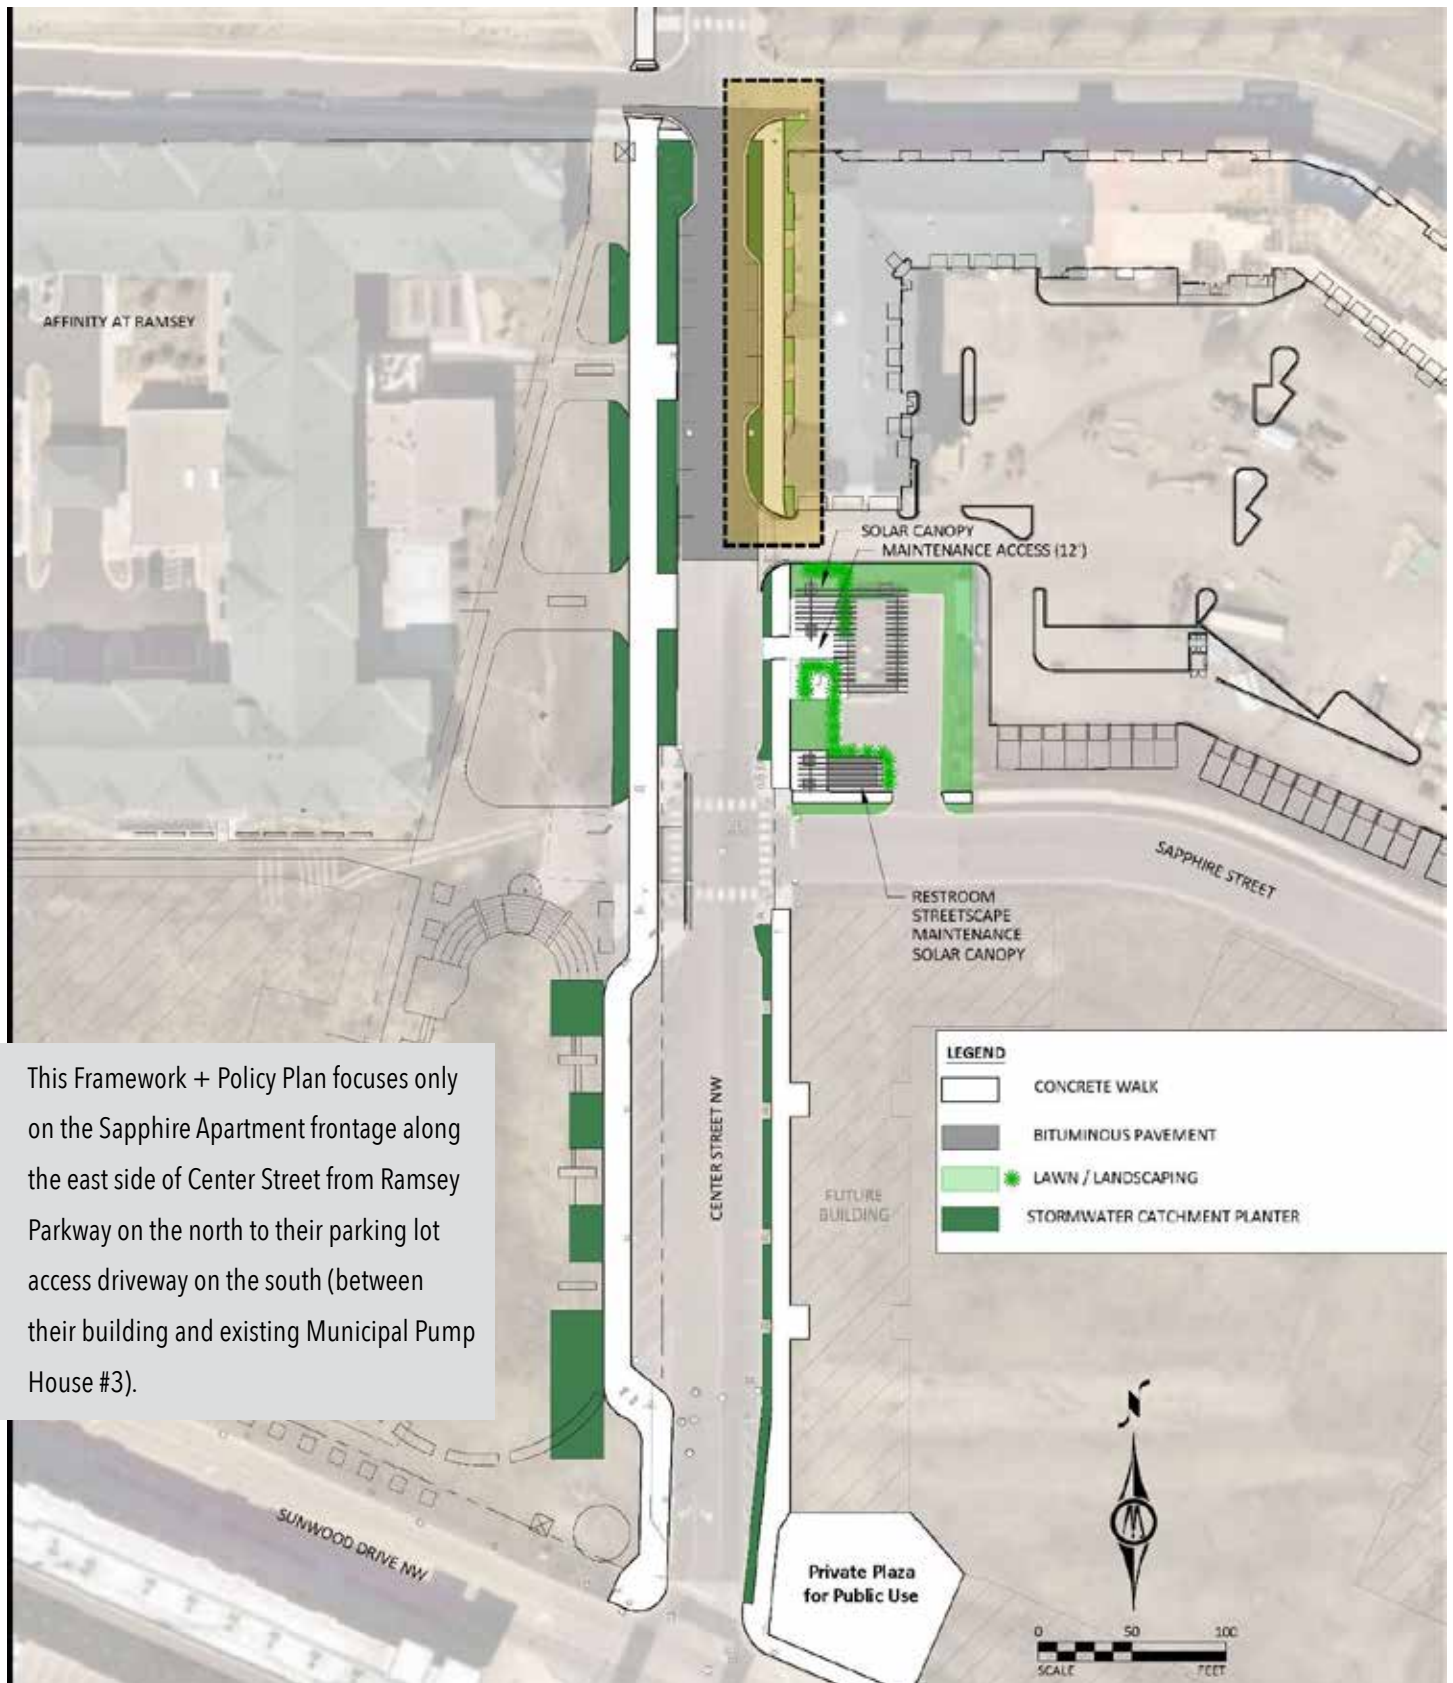 AFFINITY AT RAMSEY
SOLAR CANOPY
MAINTENANCE ACCESS (12')
SAPPHIRE STREET
RESTROOM
STREETSCAPE
MAINTENANCE
SOLAR CANOPY
This Framework + Policy Plan focuses only
on the Sapphire Apartment frontage along
the east side of Center Street from Ramsey
Parkway on the north to their parking lot
access driveway on the south (between
their building and existing Municipal Pump
House #3).
CENTER STREET NW
FUTURE
BUILDING
LEGEND
CONCRETE WALK
BITUMINOUS PAVEMENT
LAWN / LANDSCAPING
STORMWATER CATCHMENT PLANTER
SUNWOOD DRIVE NW
Private Plaza
for Public Use
N
0 50 100
SCALE FEET